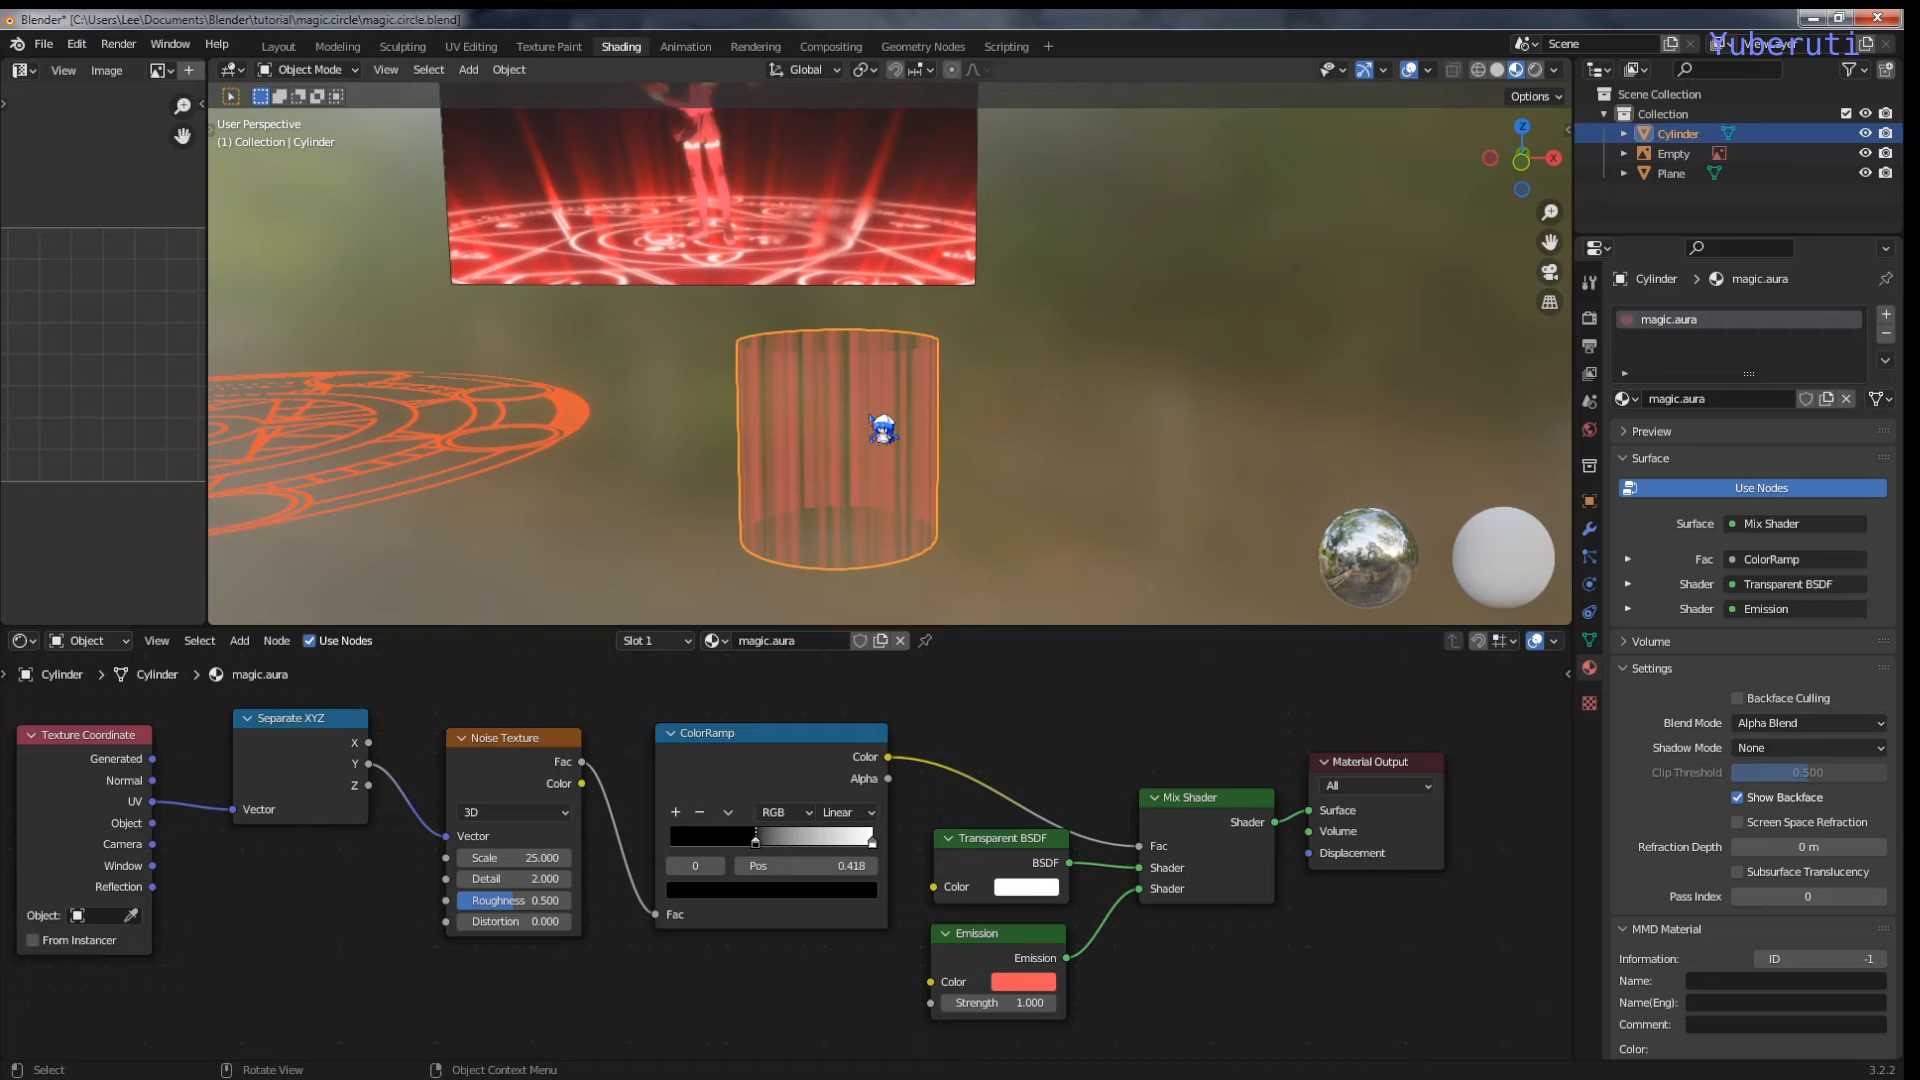 Blender* [C:\Users\Lee\Documents\Blender\tutorial\magic.circle\magic.circle.blend]
File Edit Render Window Help
Layout Modeling Sculpting UV Editing Texture Paint Shading Animation Rendering Compositing Geometry Nodes Scripting +
Scene
Yuberuti
View Image
Object Mode View Select Add Object
Global
Options
User Perspective
(1) Collection | Cylinder
Z
X
Scene Collection
Collection
Cylinder
Empty
Plane
Cylinder > magic.aura
magic.aura
magic.aura
Preview
Surface
Use Nodes
Surface Mix Shader
Fac ColorRamp
Shader Transparent BSDF
Shader Emission
Volume
Settings
Backface Culling
Blend Mode Alpha Blend
Shadow Mode None
Clip Threshold 0.500
Show Backface
Screen Space Refraction
Refraction Depth 0 m
Subsurface Translucency
Pass Index 0
MMD Material
Information: ID -1
Name:
Name(Eng):
Comment:
Color:
Object View Select Add Node Use Nodes
Slot 1 magic.aura
Cylinder > Cylinder > magic.aura
Texture Coordinate
Generated
Normal
UV
Object
Camera
Window
Reflection
Object:
From Instancer
Separate XYZ
X
Y
Z
Vector
Noise Texture
Fac
Color
3D
Vector
Scale 25.000
Detail 2.000
Roughness 0.500
Distortion 0.000
ColorRamp
Color
Alpha
RGB Linear
0 Pos 0.418
Fac
Transparent BSDF
BSDF
Color
Emission
Emission
Color
Strength 1.000
Mix Shader
Shader
Fac
Shader
Shader
Material Output
All
Surface
Volume
Displacement
Select Rotate View Object Context Menu
3.2.2